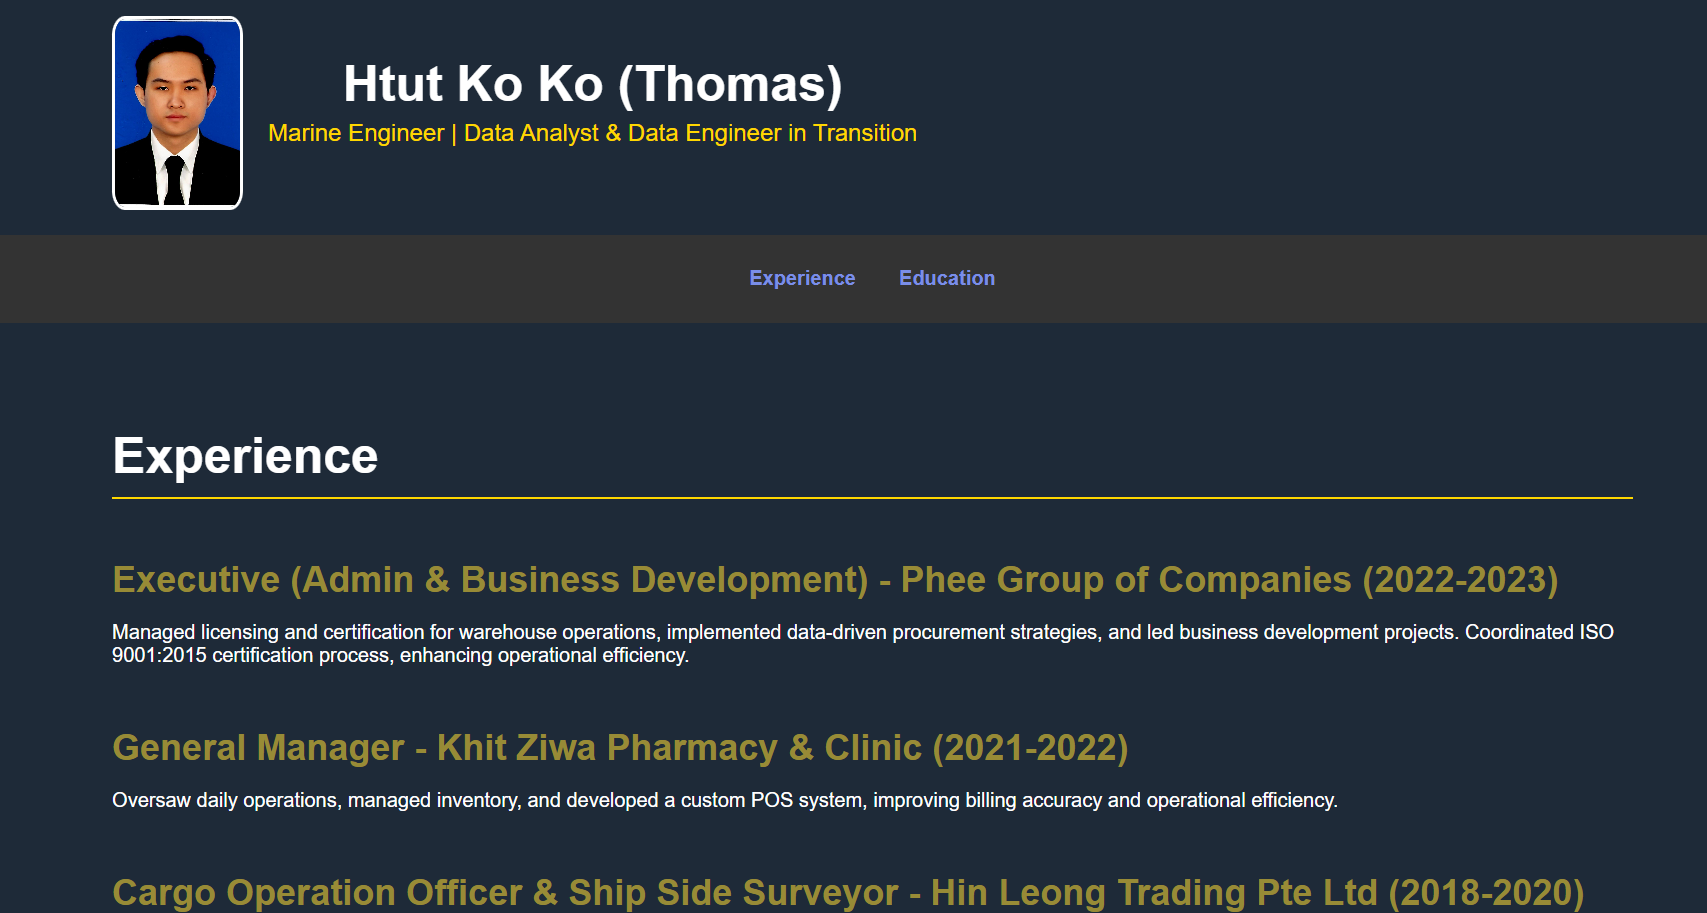 Htut Ko Ko (Thomas)
Marine Engineer | Data Analyst & Data Engineer in Transition
Experience
Education
Experience
Executive (Admin & Business Development) - Phee Group of Companies (2022-2023)
Managed licensing and certification for warehouse operations, implemented data-driven procurement strategies, and led business development projects. Coordinated ISO
9001:2015 certification process, enhancing operational efficiency.
General Manager - Khit Ziwa Pharmacy & Clinic (2021-2022)
Oversaw daily operations, managed inventory, and developed a custom POS system, improving billing accuracy and operational efficiency.
Cargo Operation Officer & Ship Side Surveyor - Hin Leong Trading Pte Ltd (2018-2020)